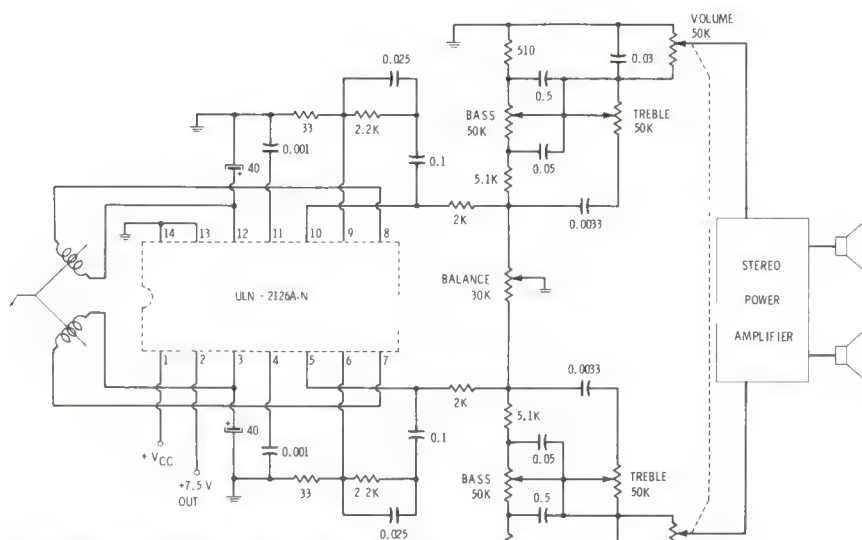 VOLUME
50K
510
0.03
0.025
0.5
BASS
50K
TREBLE
50K
33
2.2K
0.001
40
+
0.1
0.05
5.1K
2K
0.0033
14
13
12
11
10
9
8
ULN - 2126A,N
BALANCE
30K
STEREO
POWER
AMPLIFIER
1
2
3
4
5
6
7
2K
0.0033
+
40
0.001
0.1
5.1K
0.05
+ VCC
+7.5 V
OUT
33
2.2K
BASS
50K
TREBLE
50K
0.5
0.025